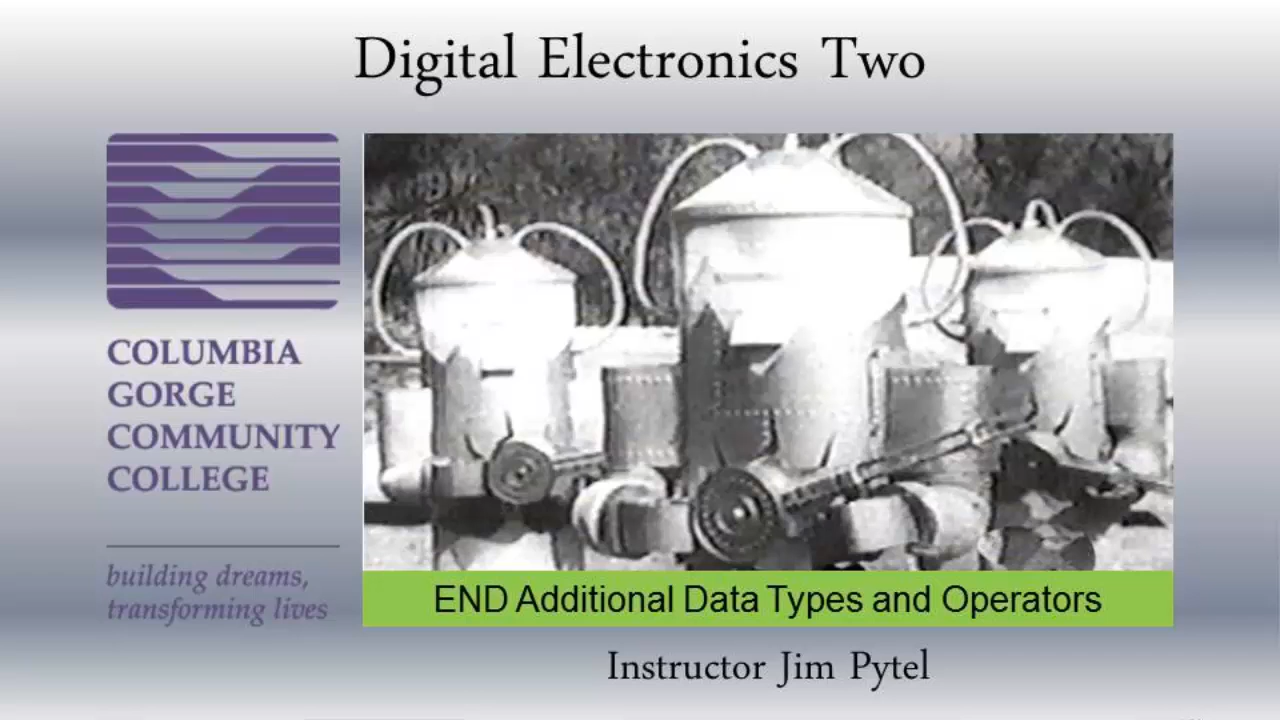 Digital Electronics Two
COLUMBIA
GORGE
COMMUNITY
COLLEGE
building dreams,
transforming lives
END Additional Data Types and Operators
Instructor Jim Pytel